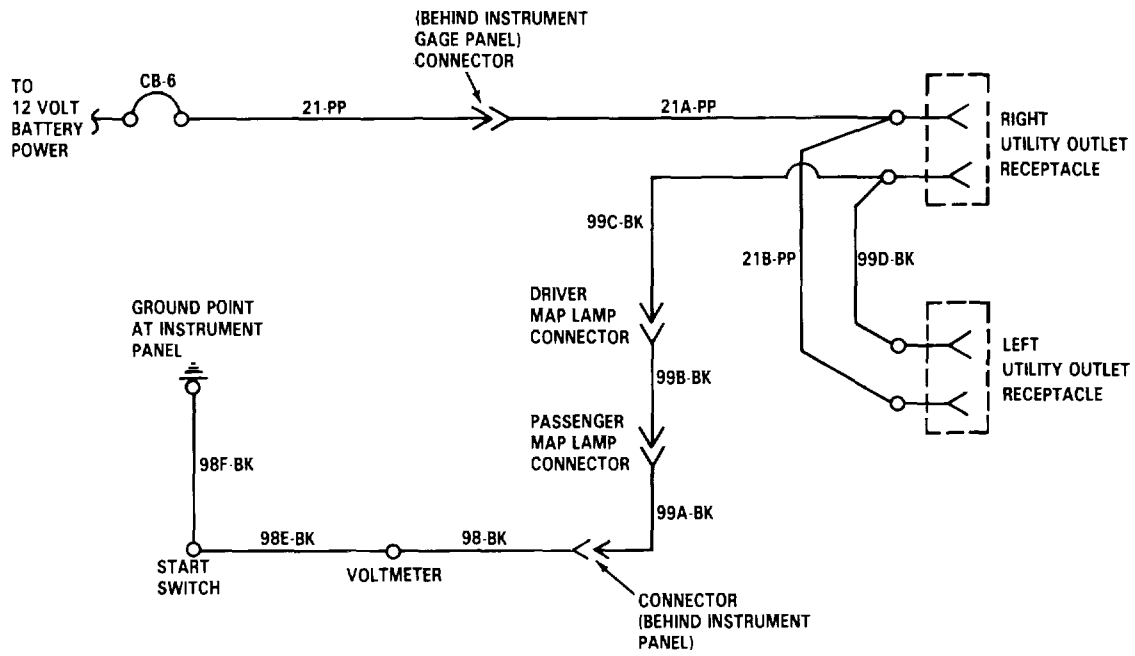 (BEHIND INSTRUMENT
GAGE PANEL)
CONNECTOR
TO
12 VOLT
BATTERY
POWER
CB-6
21-PP
21A-PP
RIGHT
UTILITY OUTLET
RECEPTACLE
99C-BK
21B-PP
99D-BK
GROUND POINT
AT INSTRUMENT
PANEL
DRIVER
MAP LAMP
CONNECTOR
LEFT
UTILITY OUTLET
RECEPTACLE
99B-BK
PASSENGER
MAP LAMP
CONNECTOR
98F-BK
99A-BK
98E-BK
98-BK
START
SWITCH
VOLTMETER
CONNECTOR
(BEHIND INSTRUMENT
PANEL)